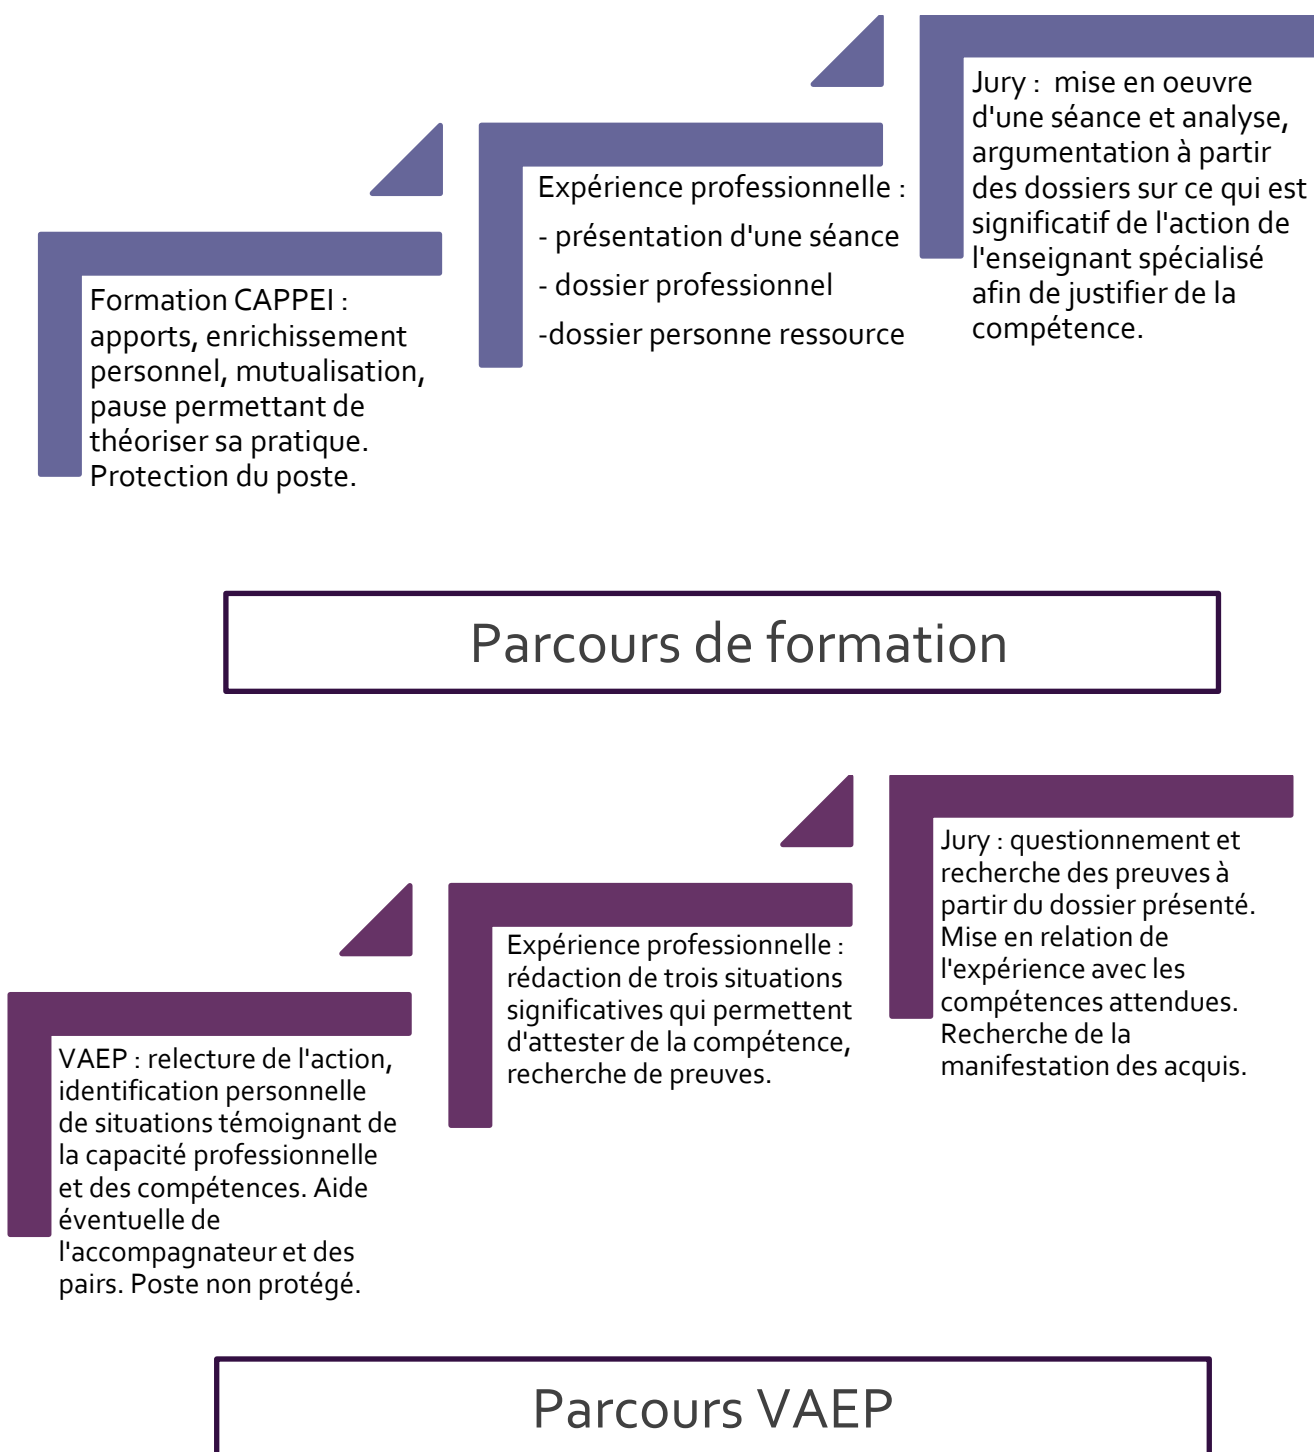 Formation CAPPEI :
apports, enrichissement
personnel, mutualisation,
pause permettant de
théoriser sa pratique.
Protection du poste.
Expérience professionnelle :
- présentation d'une séance
- dossier professionnel
-dossier personne ressource
Jury :  mise en oeuvre
d'une séance et analyse,
argumentation à partir
des dossiers sur ce qui est
significatif de l'action de
l'enseignant spécialisé
afin de justifier de la
compétence.
Parcours de formation
VAEP : relecture de l'action,
identification personnelle
de situations témoignant de
la capacité professionnelle
et des compétences. Aide
éventuelle de
l'accompagnateur et des
pairs. Poste non protégé.
Expérience professionnelle :
rédaction de trois situations
significatives qui permettent
d'attester de la compétence,
recherche de preuves.
Jury : questionnement et
recherche des preuves à
partir du dossier présenté.
Mise en relation de
l'expérience avec les
compétences attendues.
Recherche de la
manifestation des acquis.
Parcours VAEP